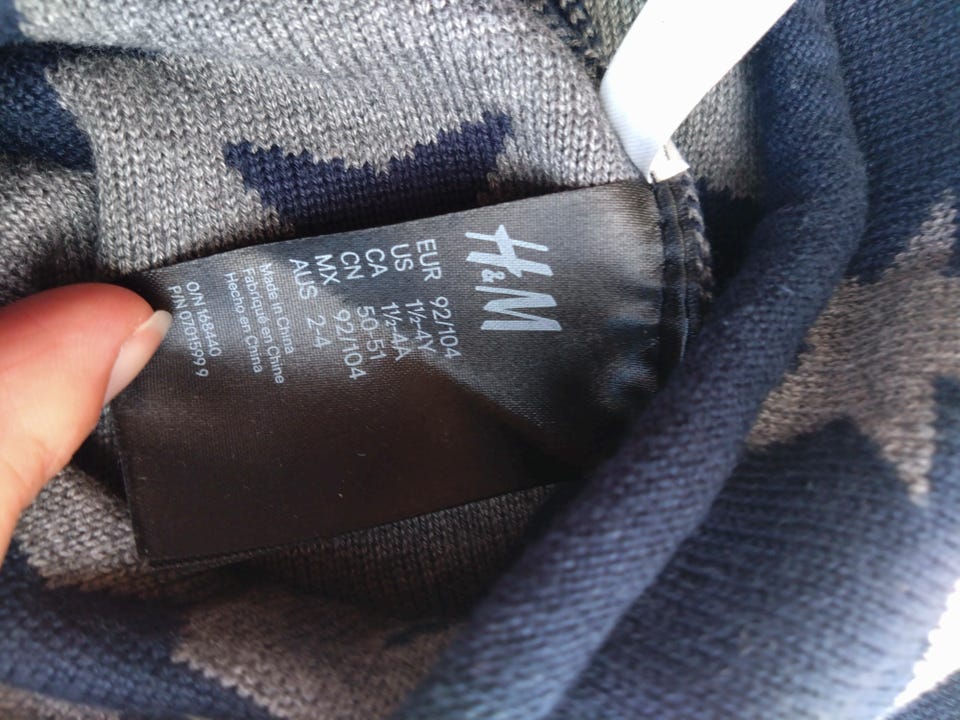 H&M
EUR 92/104
US 1½-4Y
CA 1½-4A
CN 50-51
MX 92/104
AUS 2-4
Made in China
Fabriqué en Chine
Hecho en China
O/N 168440
P/N 0701599 9